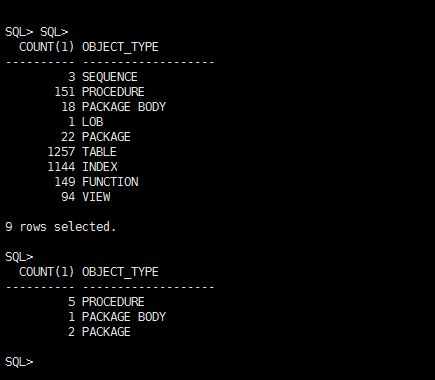 SQL> SQL>
  COUNT(1) OBJECT_TYPE
---------- -------------------
         3 SEQUENCE
       151 PROCEDURE
        18 PACKAGE BODY
         1 LOB
        22 PACKAGE
      1257 TABLE
      1144 INDEX
       149 FUNCTION
        94 VIEW
9 rows selected.
SQL>
  COUNT(1) OBJECT_TYPE
---------- -------------------
         5 PROCEDURE
         1 PACKAGE BODY
         2 PACKAGE
SQL>